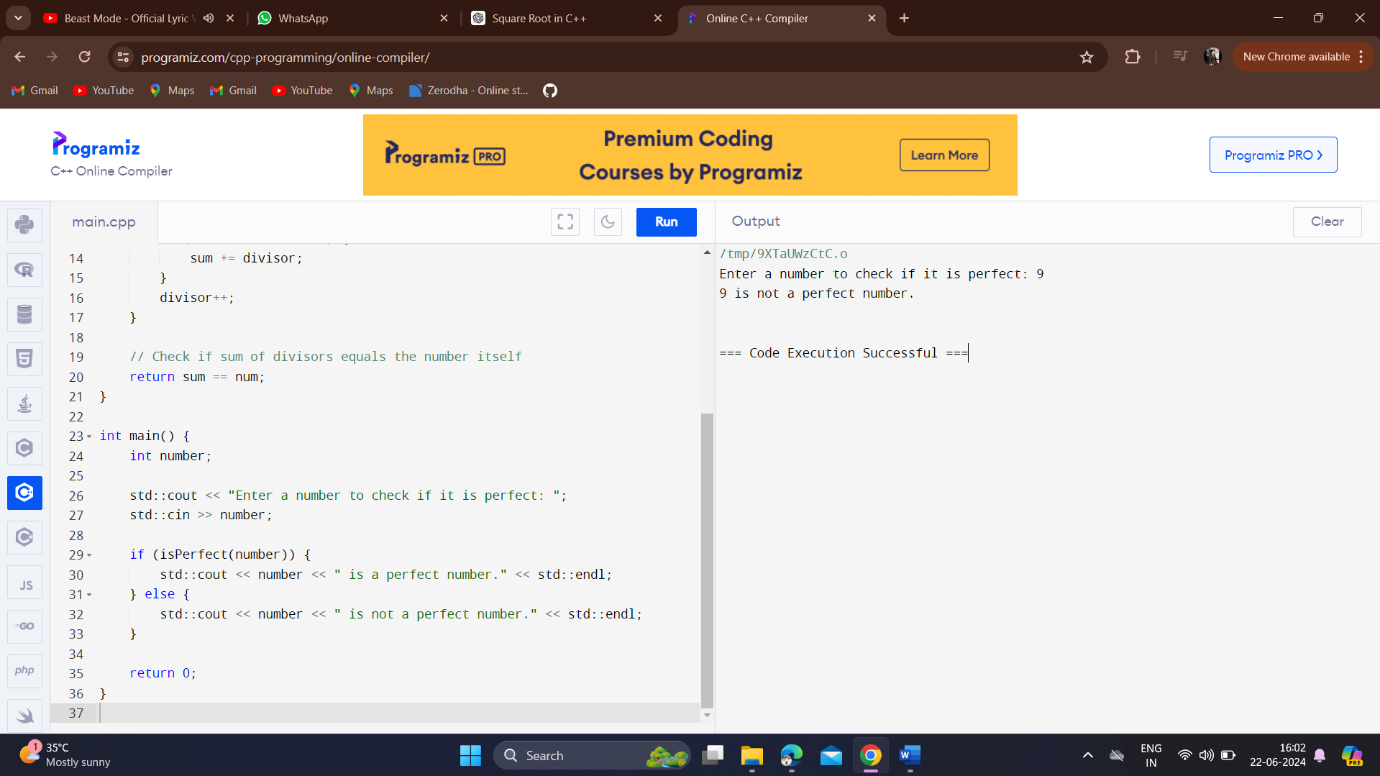 Beast Mode - Official Lyric
WhatsApp
Square Root in C++
Online C++ Compiler
programiz.com/cpp-programming/online-compiler/
New Chrome available
Gmail
YouTube
Maps
Gmail
YouTube
Maps
Zerodha - Online st...
Programiz
C++ Online Compiler
Programiz PRO
Premium Coding
Courses by Programiz
Learn More
Programiz PRO
main.cpp
Run
Output
Clear
14 sum += divisor;
15 }
16 divisor++;
17 }
18
19 // Check if sum of divisors equals the number itself
20 return sum == num;
21 }
22
23 int main() {
24 int number;
25
26 std::cout << "Enter a number to check if it is perfect: ";
27 std::cin >> number;
28
29 if (isPerfect(number)) {
30 std::cout << number << " is a perfect number." << std::endl;
31 } else {
32 std::cout << number << " is not a perfect number." << std::endl;
33 }
34
35 return 0;
36 }
37
/tmp/9XTaUWzCtC.o
Enter a number to check if it is perfect: 9
9 is not a perfect number.
=== Code Execution Successful ===
JS
GO
php
1
35°C
Mostly sunny
Search
ENG
IN
16:02
22-06-2024
PRE